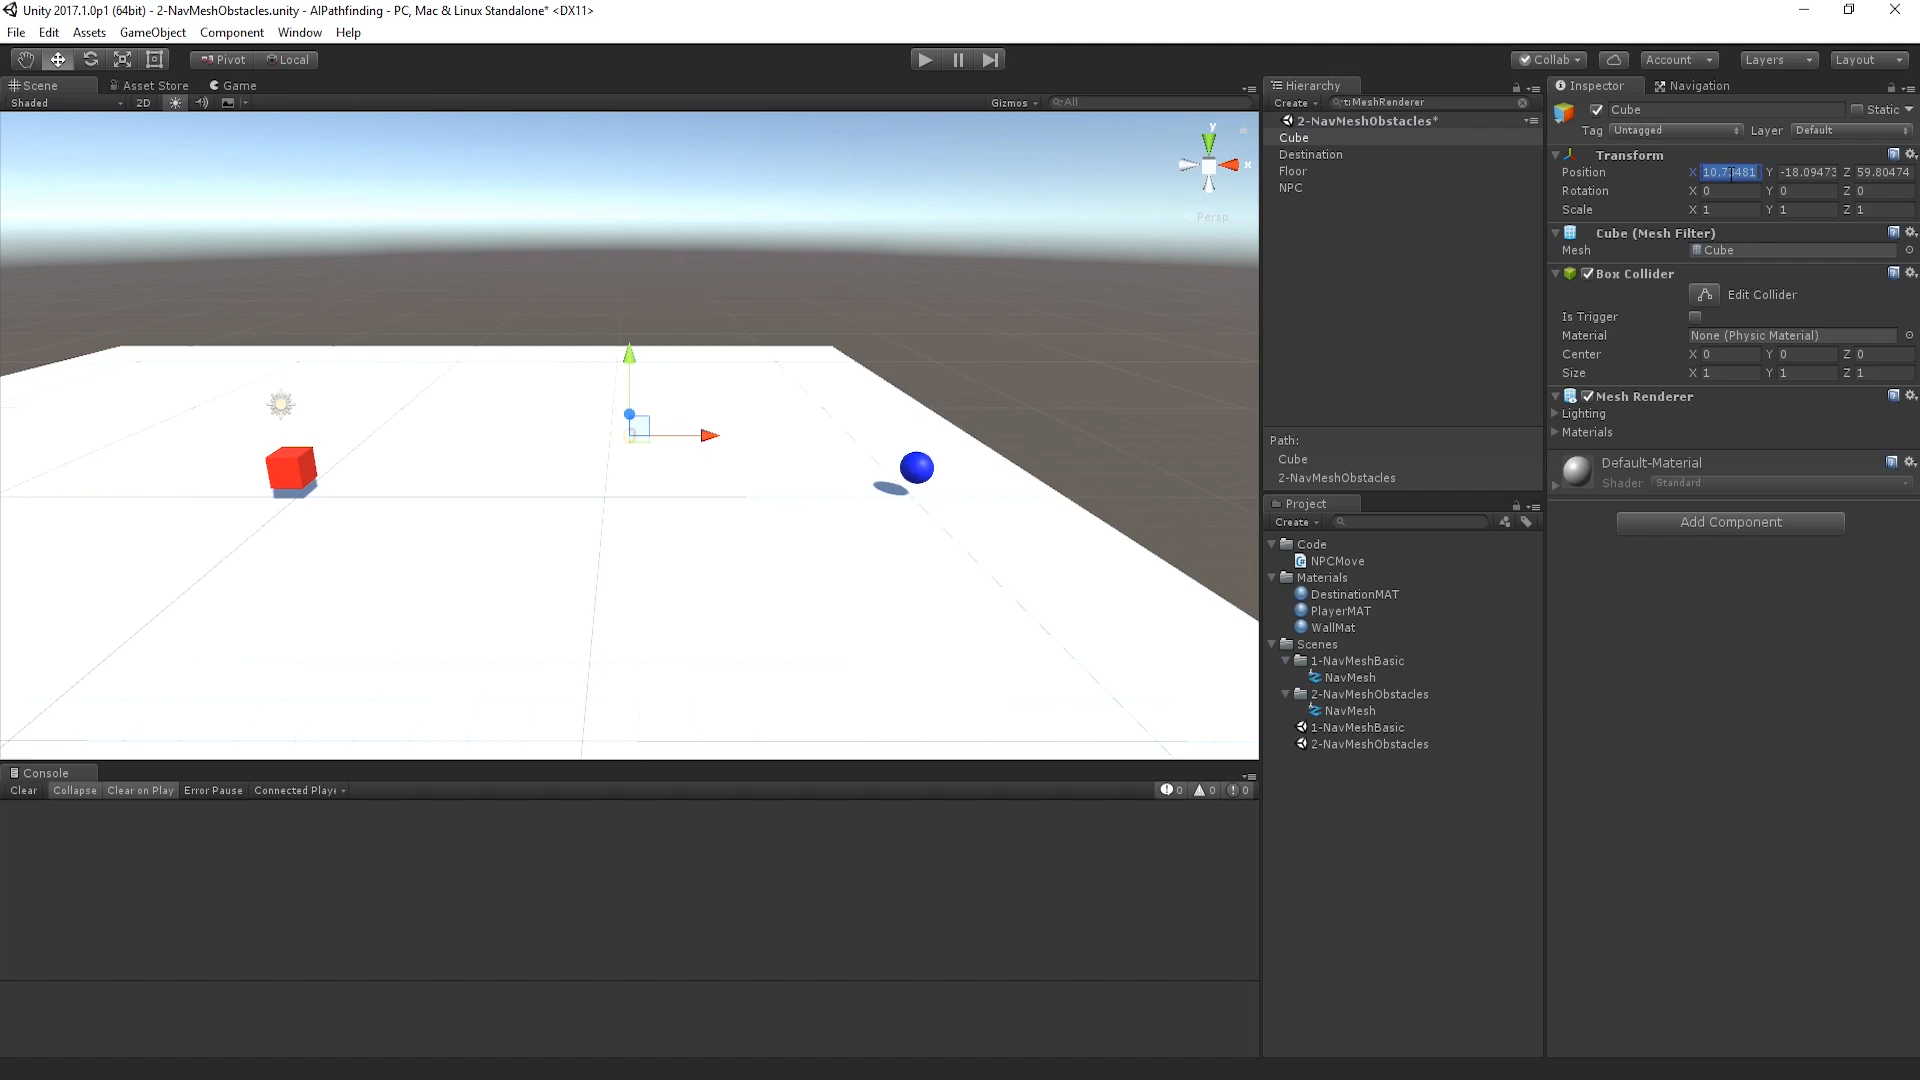 Unity 2017.1.0p1 (64bit) - 2-NavMeshObstacles.unity - AIPathfinding - PC, Mac & Linux Standalone* <DX11>
File Edit Assets GameObject Component Window Help
Pivot Local Collab Account Layers Layout
Scene Asset Store Game
Shaded 2D Gizmos All
y
x
Persp
Hierarchy
Create t:MeshRenderer
2-NavMeshObstacles*
Cube
Destination
Floor
NPC
Path:
Cube
2-NavMeshObstacles
Project
Create
Code
NPCMove
Materials
DestinationMAT
PlayerMAT
WallMat
Scenes
1-NavMeshBasic
NavMesh
2-NavMeshObstacles
NavMesh
1-NavMeshBasic
2-NavMeshObstacles
Inspector Navigation
Cube Static
Tag Untagged Layer Default
Transform
Position X 10.73481 Y -18.09473 Z 59.80474
Rotation X 0 Y 0 Z 0
Scale X 1 Y 1 Z 1
Cube (Mesh Filter)
Mesh Cube
Box Collider
Edit Collider
Is Trigger
Material None (Physic Material)
Center X 0 Y 0 Z 0
Size X 1 Y 1 Z 1
Mesh Renderer
Lighting
Materials
Default-Material
Shader Standard
Add Component
Console
Clear Collapse Clear on Play Error Pause Connected Playe 0 0 0